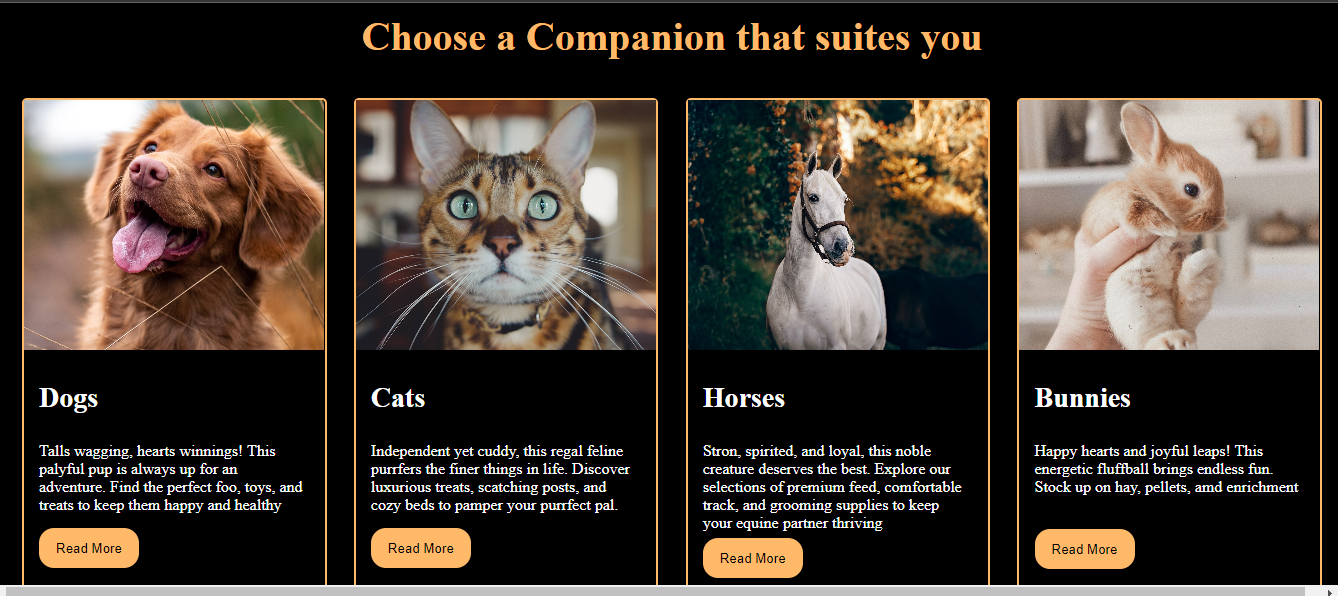 Choose a Companion that suites you
Dogs
Talls wagging, hearts winnings! This
palyful pup is always up for an
adventure. Find the perfect foo, toys, and
treats to keep them happy and healthy
Read More
Cats
Independent yet cuddy, this regal feline
purrfers the finer things in life. Discover
luxurious treats, scatching posts, and
cozy beds to pamper your purrfect pal.
Read More
Horses
Stron, spirited, and loyal, this noble
creature deserves the best. Explore our
selections of premium feed, comfortable
track, and grooming supplies to keep
your equine partner thriving
Read More
Bunnies
Happy hearts and joyful leaps! This
energetic fluffball brings endless fun.
Stock up on hay, pellets, amd enrichment
Read More